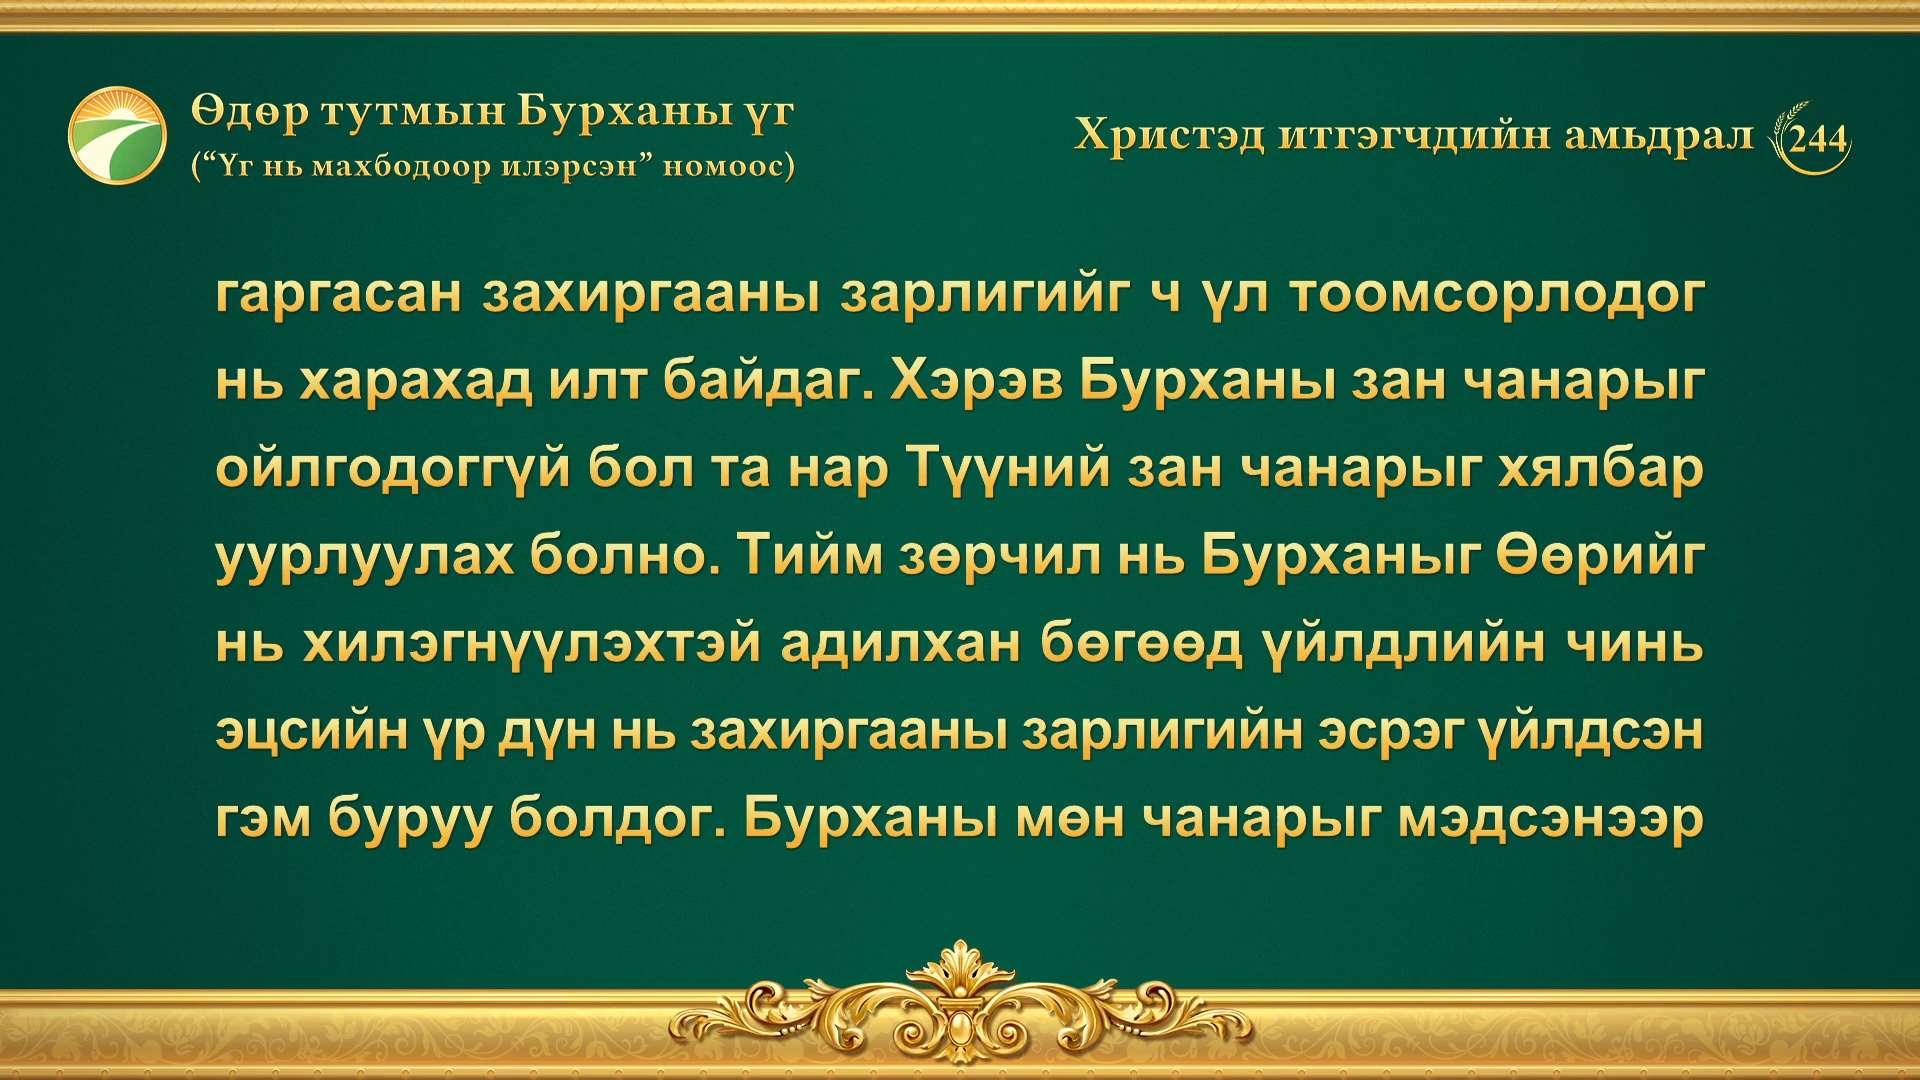 Өдөр тутмын Бурханы үг
(“Үг нь махбодоор илэрсэн” номоос)
Христэд итгэгчдийн амьдрал 244
гаргасан захиргааны зарлигийг ч үл тоомсорлодог
нь харахад илт байдаг. Хэрэв Бурханы зан чанарыг
ойлгодоггүй бол та нар Түүний зан чанарыг хялбар
уурлуулах болно. Тийм зөрчил нь Бурханыг Өөрийг
нь хилэгнүүлэхтэй адилхан бөгөөд үйлдлийн чинь
эцсийн үр дүн нь захиргааны зарлигийн эсрэг үйлдсэн
гэм буруу болдог. Бурханы мөн чанарыг мэдсэнээр